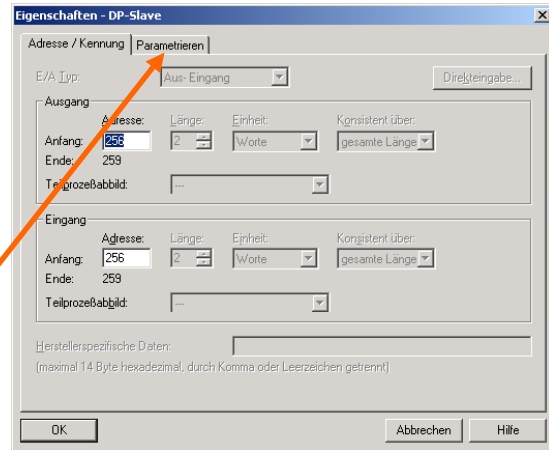 Eigenschaften - DP-Slave
Adresse / Kennung Parametrieren
E/A Typ: Aus- Eingang Direkteingabe...
Ausgang
Adresse: Länge: Einheit: Konsistent über:
Anfang: 256 2 Worte gesamte Länge
Ende: 259
Teilprozeßabbild: ---
Eingang
Adresse: Länge: Einheit: Konsistent über:
Anfang: 256 2 Worte gesamte Länge
Ende: 259
Teilprozeßabbild: ---
Herstellerspezifische Daten:
(maximal 14 Byte hexadezimal, durch Komma oder Leerzeichen getrennt)
OK Abbrechen Hilfe